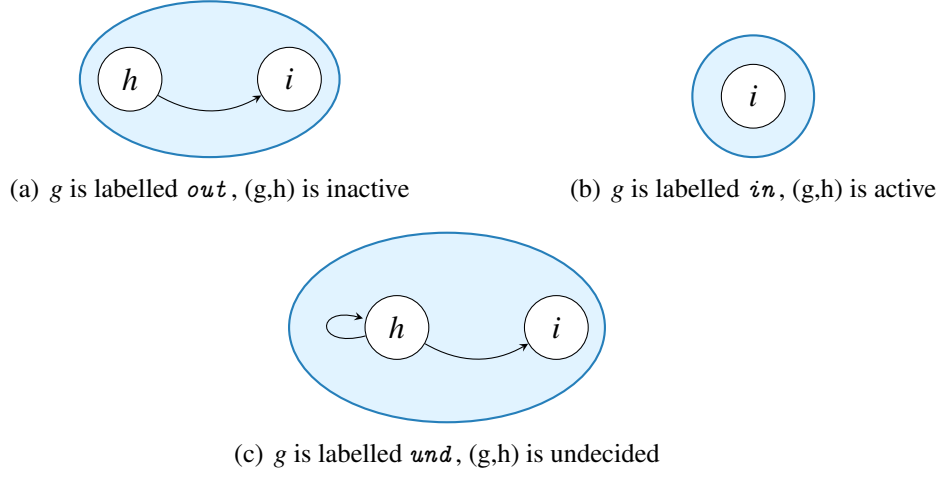 h i
i
(a) g is labelled out, (g,h) is inactive
(b) g is labelled in, (g,h) is active
h i
(c) g is labelled und, (g,h) is undecided